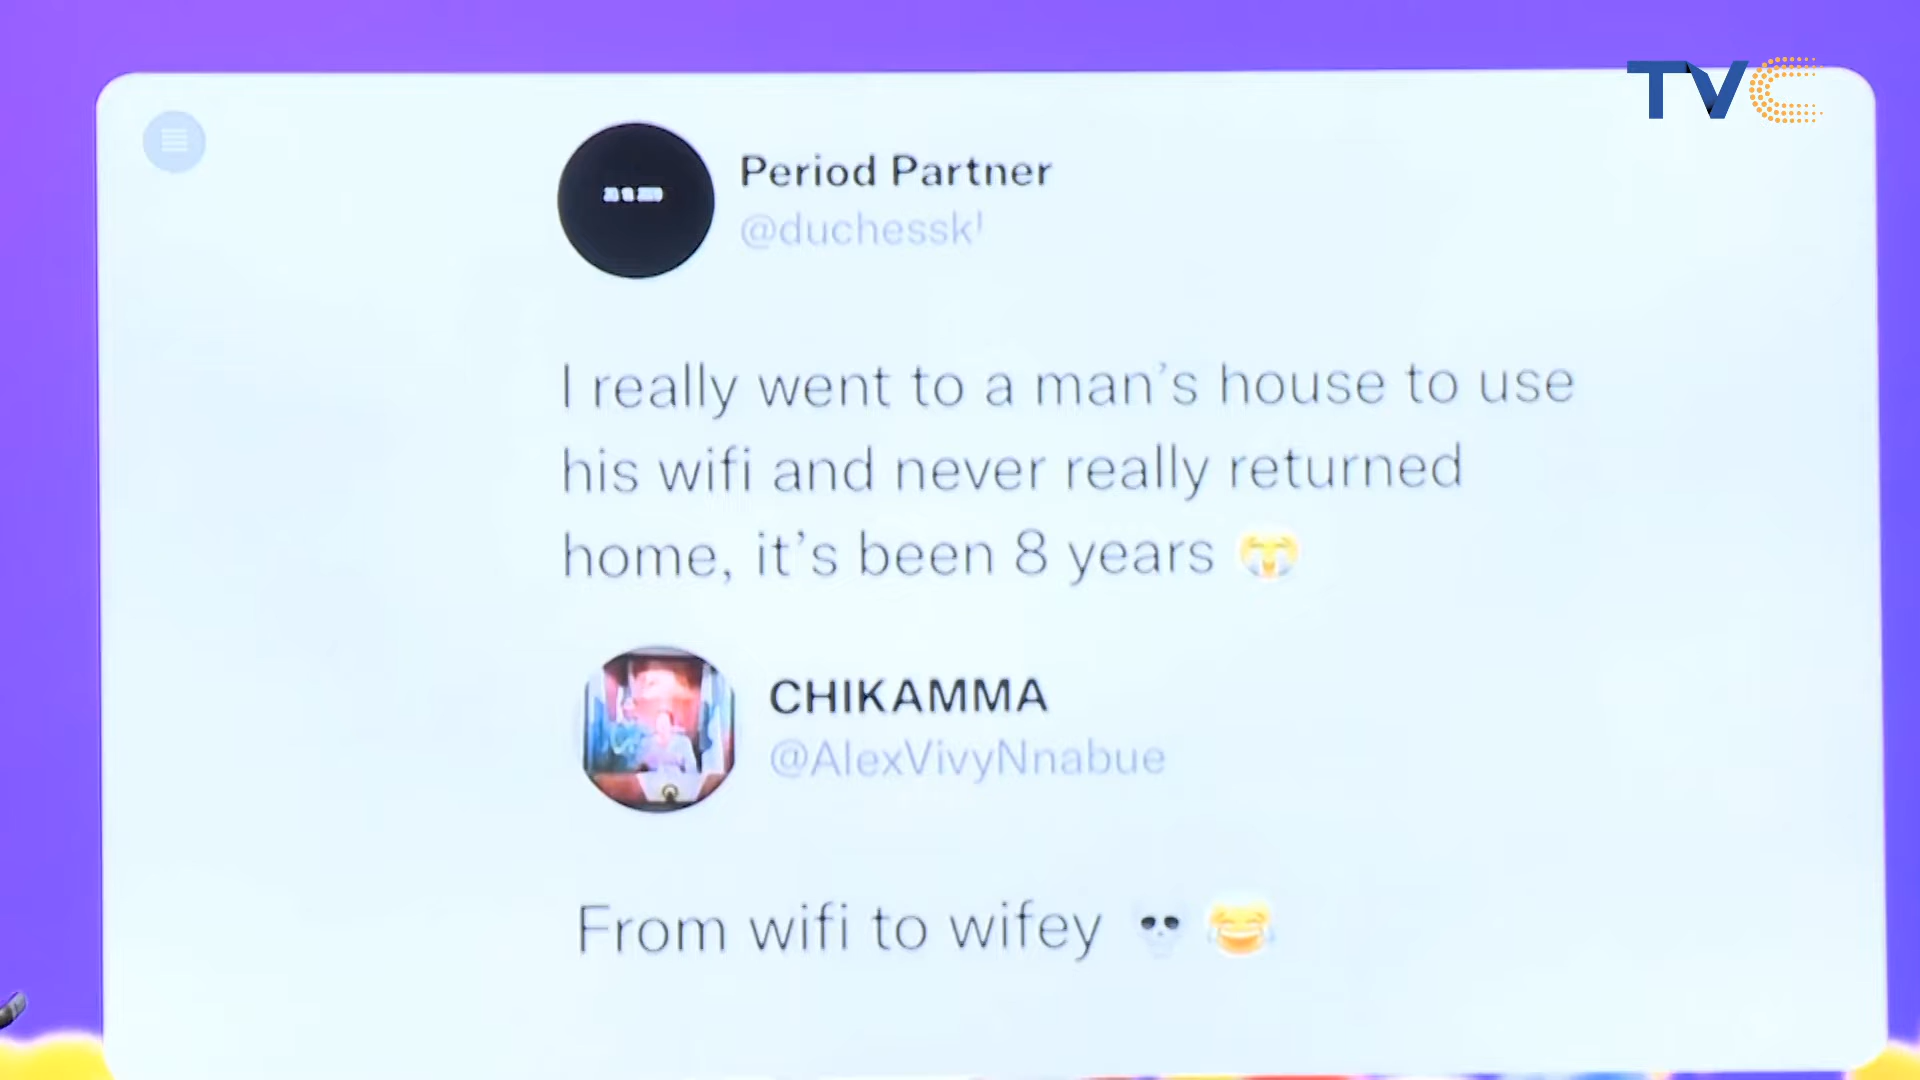 TVC
Period Partner
@duchessk
I really went to a man's house to use
his wifi and never really returned
home, it's been 8 years 😭
CHIKAMMA
@AlexVivyNnabue
From wifi to wifey 💀 😂